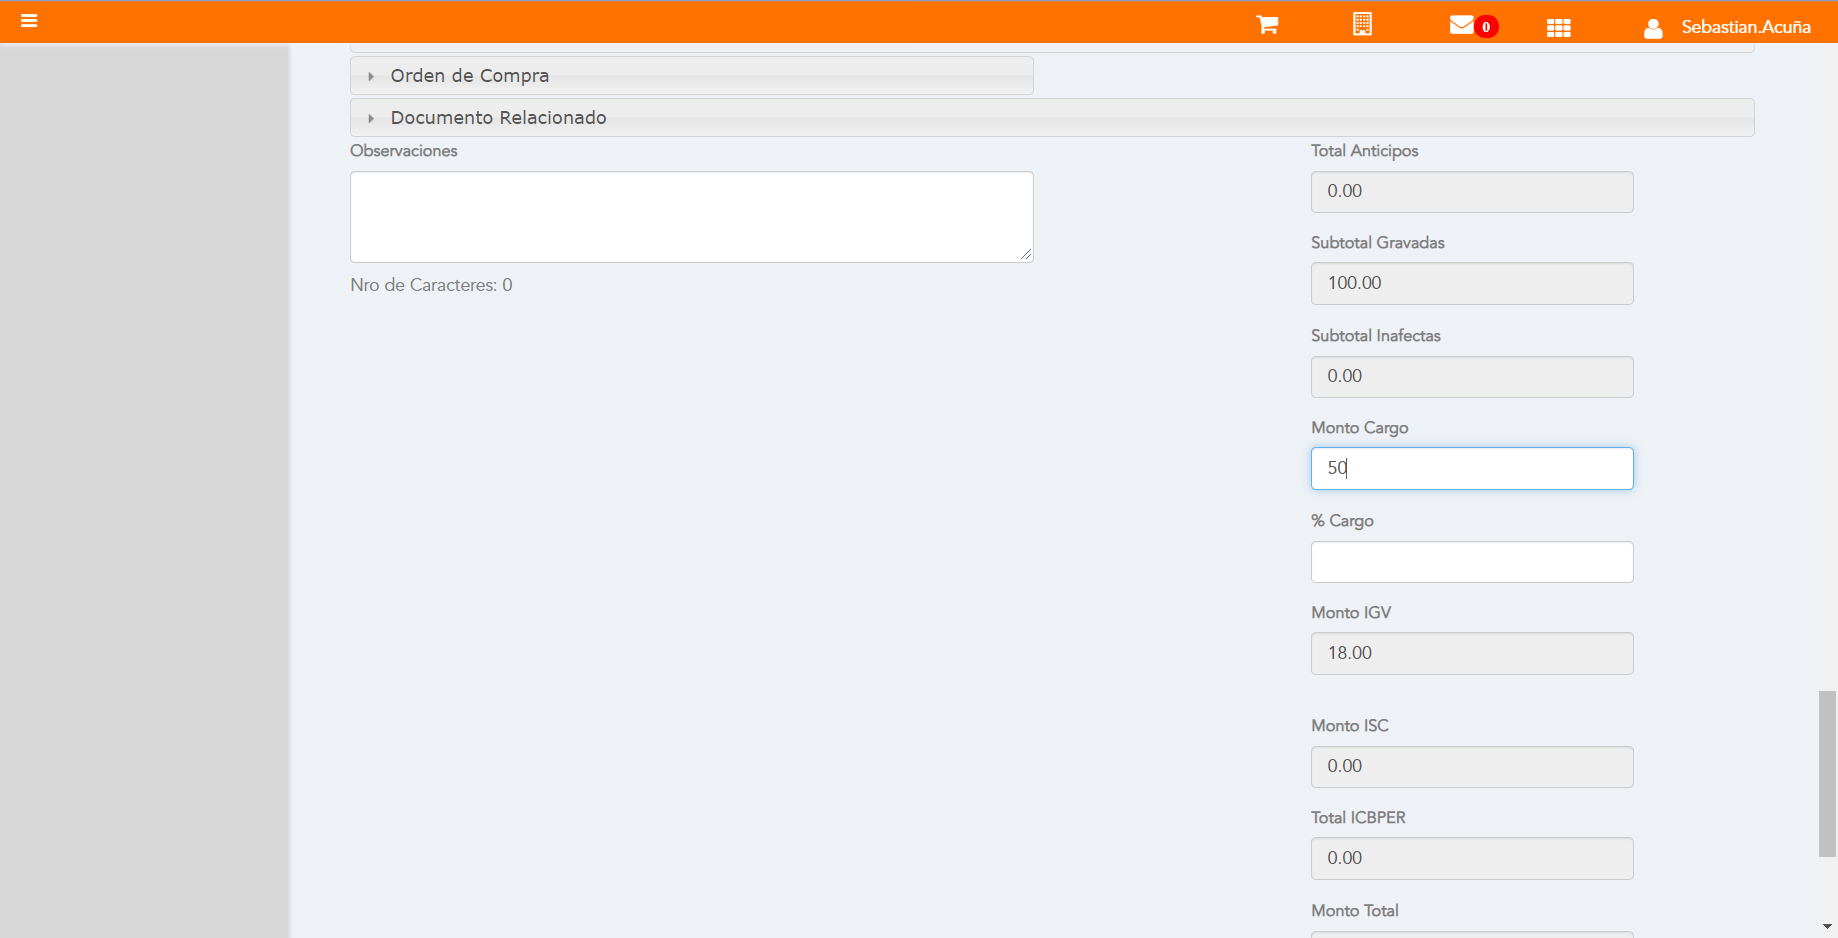 0
Sebastian.Acuña
Orden de Compra
Documento Relacionado
Observaciones
Nro de Caracteres: 0
Total Anticipos
0.00
Subtotal Gravadas
100.00
Subtotal Inafectas
0.00
Monto Cargo
50
% Cargo
Monto IGV
18.00
Monto ISC
0.00
Total ICBPER
0.00
Monto Total